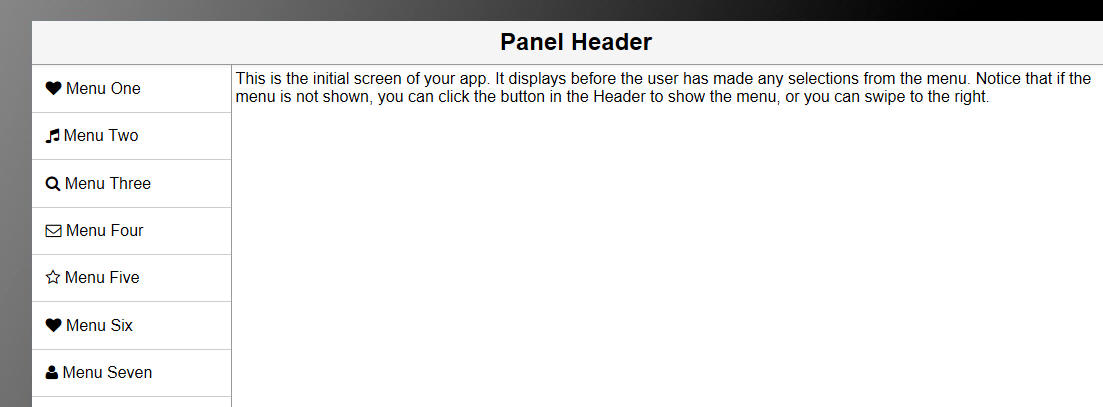 Panel Header
Menu One
Menu Two
Menu Three
Menu Four
Menu Five
Menu Six
Menu Seven
This is the initial screen of your app. It displays before the user has made any selections from the menu. Notice that if the
menu is not shown, you can click the button in the Header to show the menu, or you can swipe to the right.